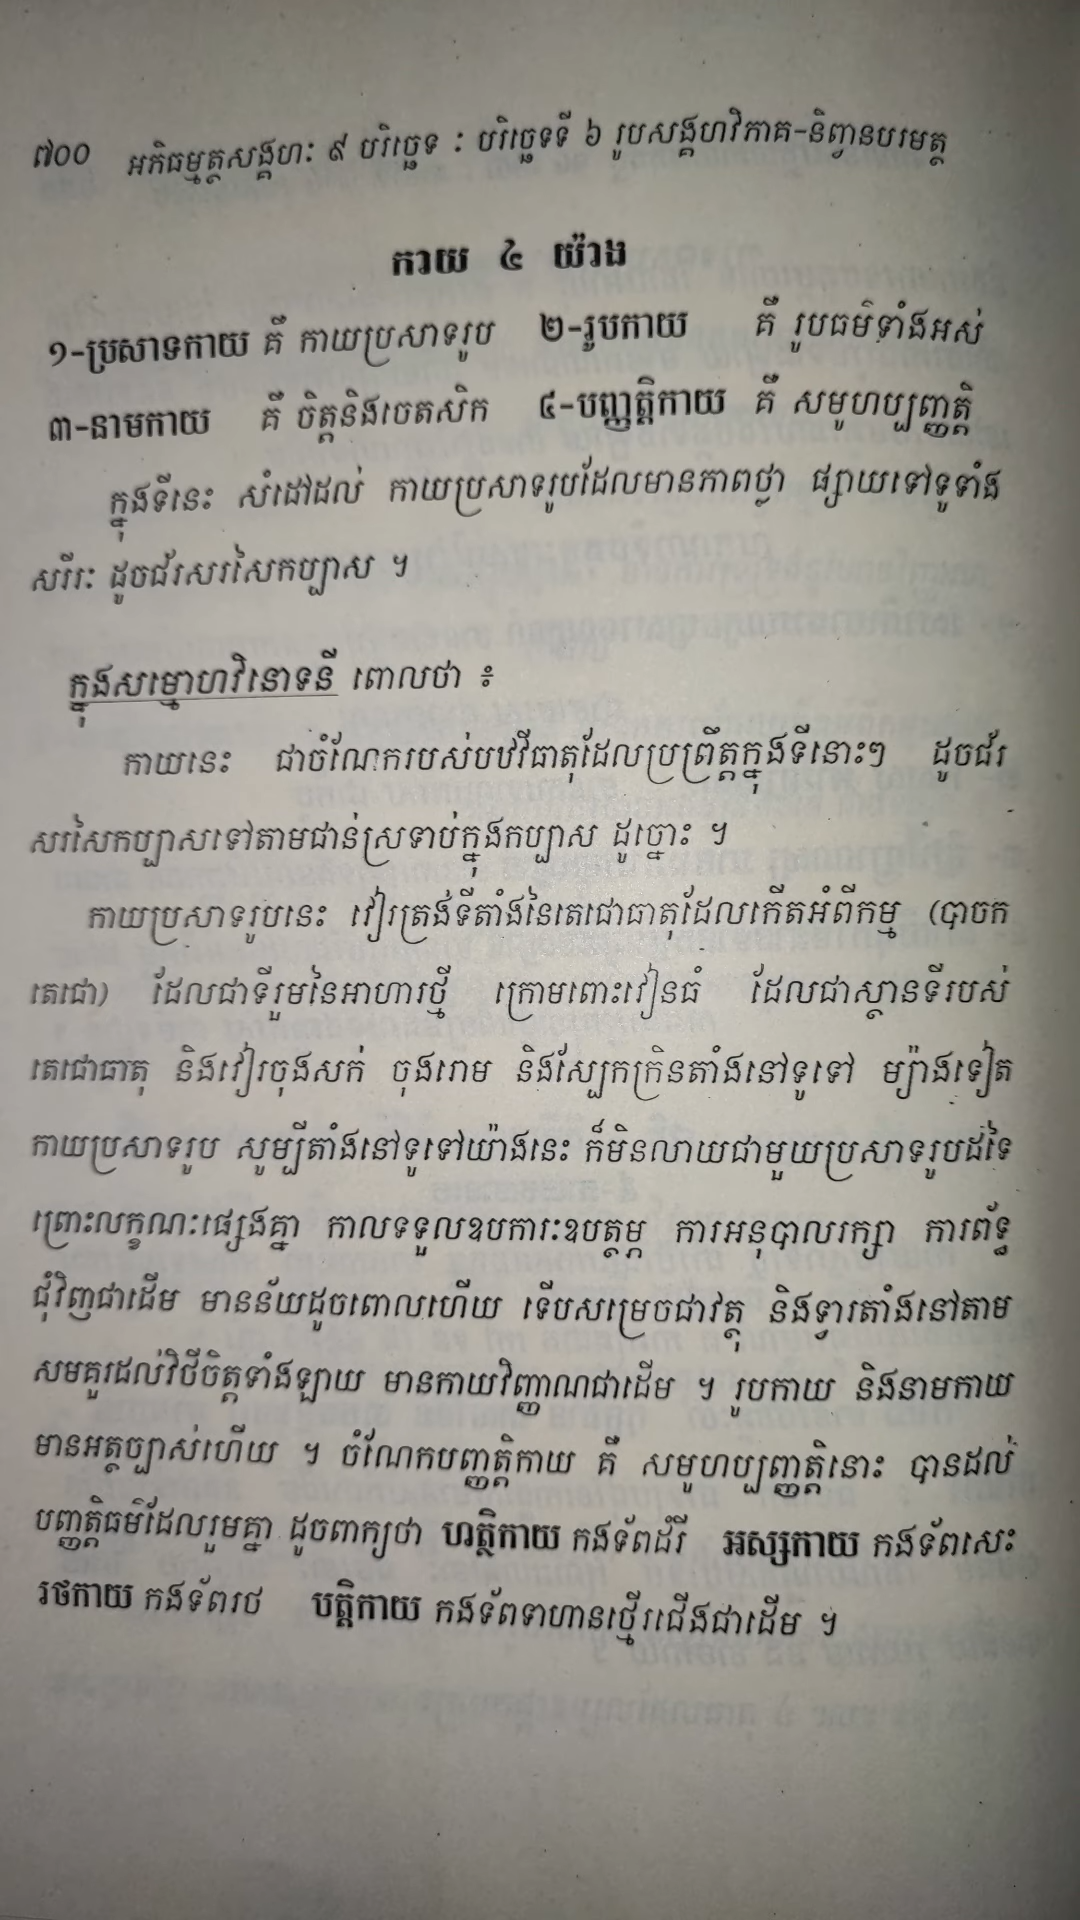 ៧០០ អភិធម្មត្ថសង្គហៈ ៩ បរិច្ឆេទ : បរិច្ឆេទទី ៦ រូបសង្គហវិភាគ-និព្វានបរមត្ថ
កាយ ៤ យ៉ាង
១-ប្រសាទកាយ គឺ កាយប្រសាទរូប ២-រូបកាយ គឺ រូបធម៌ទាំងអស់
៣-នាមកាយ គឺ ចិត្តនិងចេតសិក ៤-បញ្ញត្តិកាយ គឺ សមូហប្បញ្ញត្តិ
ក្នុងទីនេះ សំដៅដល់ កាយប្រសាទរូបដែលមានភាពថ្លា ផ្សាយទៅទូទាំង
សរីរៈ ដូចជ័រសរសៃកប្បាស ។
ក្នុងសម្មោហវិនោទនី ពោលថា ៖
កាយនេះ ជាចំណែករបស់បឋវីធាតុដែលប្រព្រឹត្តក្នុងទីនោះៗ ដូចជ័រ
សរសៃកប្បាសទៅតាមជាន់ស្រទាប់ក្នុងកប្បាស ដូច្នោះ ។
កាយប្រសាទរូបនេះ វៀរត្រង់ទីតាំងនៃតេជោធាតុដែលកើតអំពីកម្ម (បាចក
តេជោ) ដែលជាទីរួមនៃអាហារថ្មី ក្រោមពោះវៀនធំ ដែលជាស្ថានទីរបស់
តេជោធាតុ និងវៀរចុងសក់ ចុងរោម និងស្បែកក្រិនតាំងនៅទូទៅ ម្យ៉ាងទៀត
កាយប្រសាទរូប សូម្បីតាំងនៅទូទៅយ៉ាងនេះ ក៏មិនលាយជាមួយប្រសាទរូបដទៃ
ព្រោះលក្ខណៈផ្សេងគ្នា កាលទទួលឧបការៈឧបត្ថម្ភ ការអនុបាលរក្សា ការព័ទ្ធ
ជុំវិញជាដើម មានន័យដូចពោលហើយ ទើបសម្រេចជាវត្ថុ និងទ្វារតាំងនៅតាម
សមគួរដល់វិថីចិត្តទាំងឡាយ មានកាយវិញ្ញាណជាដើម ។ រូបកាយ និងនាមកាយ
មានអត្ថច្បាស់ហើយ ។ ចំណែកបញ្ញត្តិកាយ គឺ សមូហប្បញ្ញត្តិនោះ បានដល់
បញ្ញត្តិធម៌ដែលរួមគ្នា ដូចពាក្យថា ហត្ថិកាយ កងទ័ពដំរី អស្សកាយ កងទ័ពសេះ
រថកាយ កងទ័ពរថ បត្តិកាយ កងទ័ពទាហានថ្មើរជើងជាដើម ។